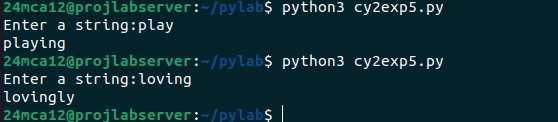 24mca12@projlabserver:~/pylab$ python3 cy2exp5.py
Enter a string:play
playing
24mca12@projlabserver:~/pylab$ python3 cy2exp5.py
Enter a string:loving
lovingly
24mca12@projlabserver:~/pylab$